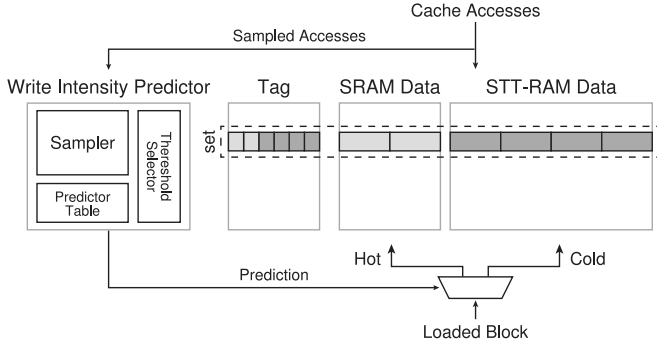 Cache Accesses
Sampled Accesses
Write Intensity Predictor
Tag
SRAM Data
STT-RAM Data
Sampler
Thereshold
Selector
Predictor
Table
set
Hot
Cold
Prediction
Loaded Block